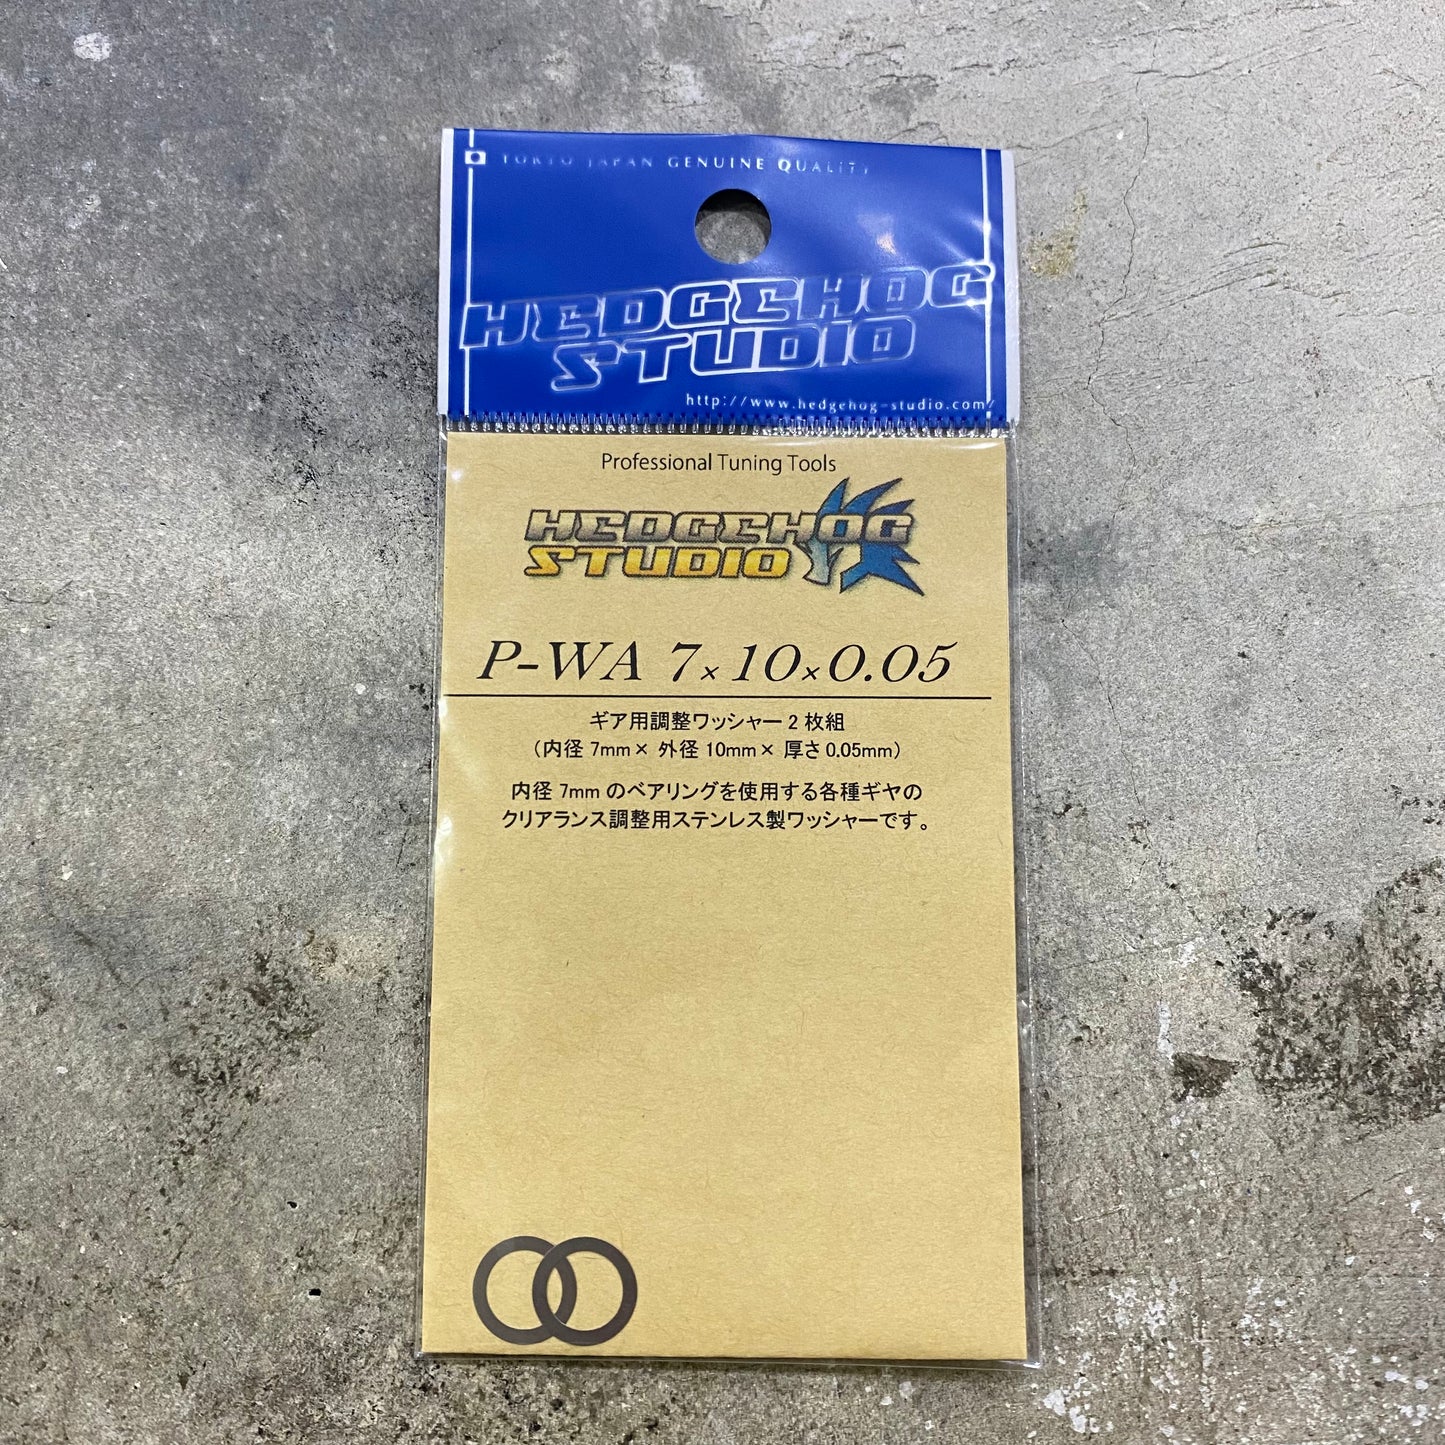 TOKYO JAPAN GENUINE QUALITY
HEDGEHOG
STUDIO
http://www.hedgehog-studio.com/
Professional Tuning Tools
HEDGEHOG
STUDIO
P-WA 7×10×0.05
ギア用調整ワッシャー2枚組
(内径 7mm× 外径 10mm× 厚さ0.05mm)
内径 7mm のベアリングを使用する各種ギヤの
クリアランス調整用ステンレス製ワッシャーです。